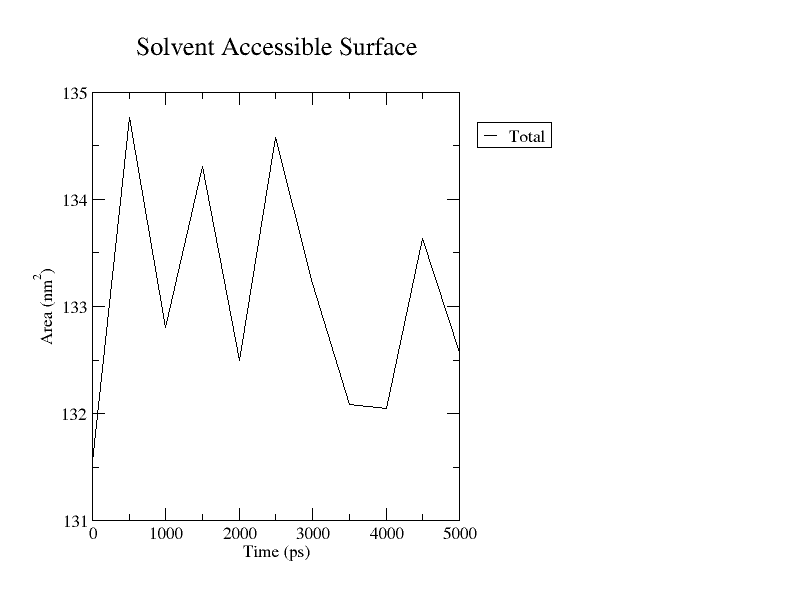 Solvent Accessible Surface
135
134
133
132
131
Area (nm²)
0 1000 2000 3000 4000 5000
Time (ps)
Total